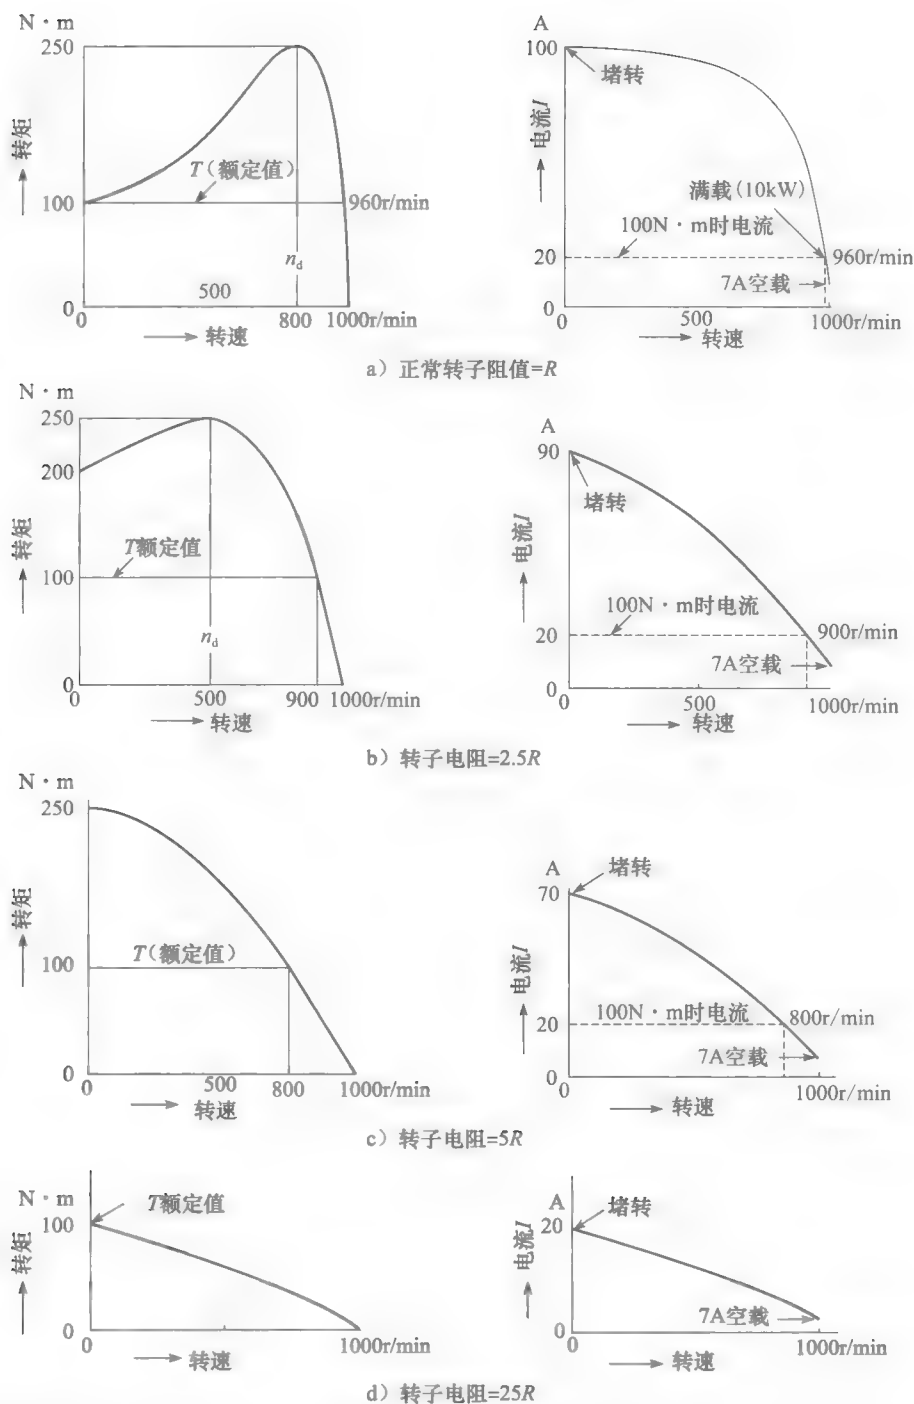 N·m
250
100
0
转矩
T（额定值）
960r/min
n_d
0
500
800
1000r/min
转速
A
100
20
0
电流I
堵转
满载(10kW)
100N·m时电流
960r/min
7A空载
0
500
1000r/min
转速
a）正常转子阻值=R
N·m
250
200
100
0
转矩
T额定值
n_d
0
500
900
1000r/min
转速
A
90
20
0
电流I
堵转
100N·m时电流
900r/min
7A空载
0
500
1000r/min
转速
b）转子电阻=2.5R
N·m
250
100
0
转矩
T（额定值）
0
500
800
1000r/min
转速
A
70
20
0
电流I
堵转
100N·m时电流
800r/min
7A空载
0
1000r/min
转速
c）转子电阻=5R
N·m
100
0
转矩
T额定值
0
1000r/min
转速
A
20
0
电流I
堵转
7A空载
0
1000r/min
转速
d）转子电阻=25R